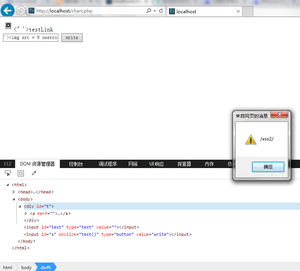 http://localhost/chart.php
localhost
(" ')testLink
><img src = # onerro
write
来自网页的消息
/xss2/
确定
F12
DOM 资源管理器
控制台
调试程序
网络
UI 响应
探查器
内存
<html>
<head>…</head>
<body>
<div id="t">
<a href="">…</a>
</div>
<input id="text" type="text" value=""></input>
<input id="s" onclick="test()" type="button" value="write"></input>
</body>
</html>
html
body
div#t